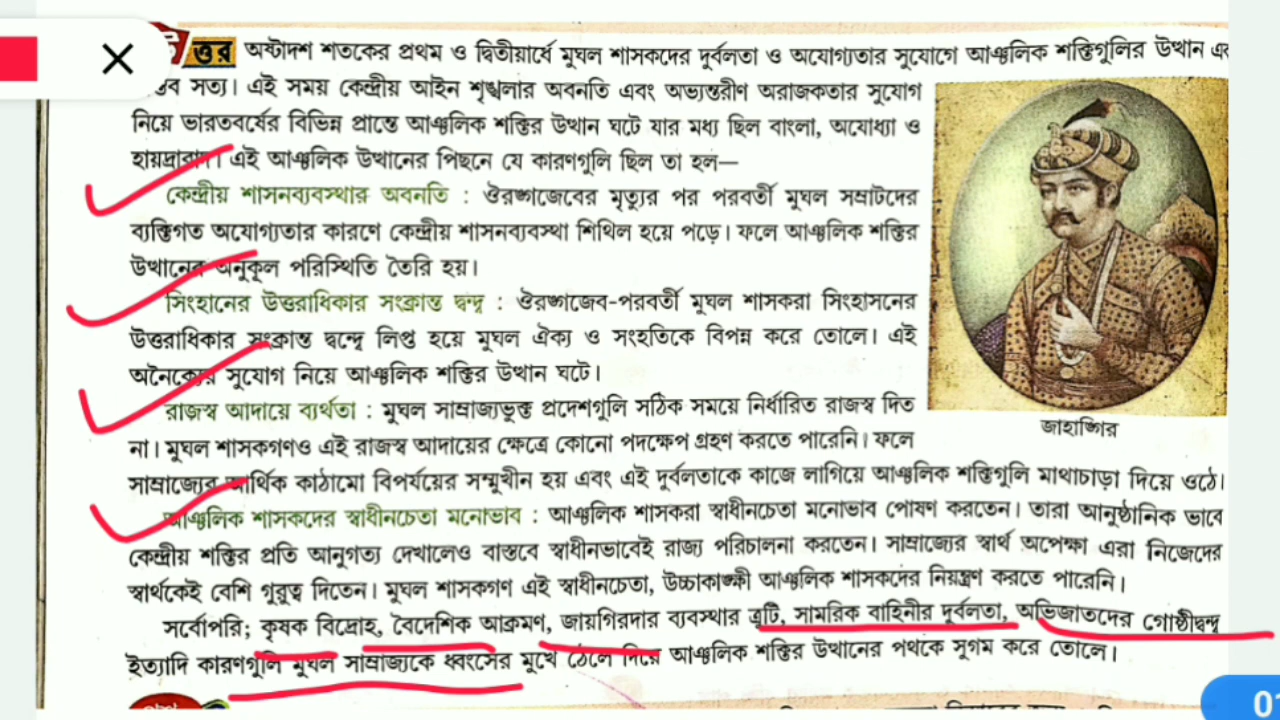 ত্তর অষ্টাদশ শতকের প্রথম ও দ্বিতীয়ার্ধে মুঘল শাসকদের দুর্বলতা ও অযোগ্যতার সুযোগে আঞ্চলিক শক্তিগুলির উত্থান
সত্য। এই সময় কেন্দ্রীয় আইন শৃঙ্খলার অবনতি এবং অভ্যন্তরীণ অরাজকতার সুযোগ
নিয়ে ভারতবর্ষের বিভিন্ন প্রান্তে আঞ্চলিক শক্তির উত্থান ঘটে যার মধ্য ছিল বাংলা, অযোধ্যা ও
হায়দ্রাবাদ। এই আঞ্চলিক উত্থানের পিছনে যে কারণগুলি ছিল তা হল—
কেন্দ্রীয় শাসনব্যবস্থার অবনতি : ঔরঙ্গজেবের মৃত্যুর পর পরবর্তী মুঘল সম্রাটদের
ব্যক্তিগত অযোগ্যতার কারণে কেন্দ্রীয় শাসনব্যবস্থা শিথিল হয়ে পড়ে। ফলে আঞ্চলিক শক্তির
উত্থানের অনুকূল পরিস্থিতি তৈরি হয়।
সিংহানের উত্তরাধিকার সংক্রান্ত দ্বন্দ্ব : ঔরঙ্গজেব-পরবর্তী মুঘল শাসকরা সিংহাসনের
উত্তরাধিকার সংক্রান্ত দ্বন্দ্বে লিপ্ত হয়ে মুঘল ঐক্য ও সংহতিকে বিপন্ন করে তোলে। এই
অনৈক্যের সুযোগ নিয়ে আঞ্চলিক শক্তির উত্থান ঘটে।
রাজস্ব আদায়ে ব্যর্থতা : মুঘল সাম্রাজ্যভুক্ত প্রদেশগুলি সঠিক সময়ে নির্ধারিত রাজস্ব দিত
না। মুঘল শাসকগণও এই রাজস্ব আদায়ের ক্ষেত্রে কোনো পদক্ষেপ গ্রহণ করতে পারেনি। ফলে
জাহাঙ্গির
সাম্রাজ্যের আর্থিক কাঠামো বিপর্যয়ের সম্মুখীন হয় এবং এই দুর্বলতাকে কাজে লাগিয়ে আঞ্চলিক শক্তিগুলি মাথাচাড়া দিয়ে ওঠে।
আঞ্চলিক শাসকদের স্বাধীনচেতা মনোভাব : আঞ্চলিক শাসকরা স্বাধীনচেতা মনোভাব পোষণ করতেন। তারা আনুষ্ঠানিক ভাবে
কেন্দ্রীয় শক্তির প্রতি আনুগত্য দেখালেও বাস্তবে স্বাধীনভাবেই রাজ্য পরিচালনা করতেন। সাম্রাজ্যের স্বার্থ অপেক্ষা এরা নিজেদের
স্বার্থকেই বেশি গুরুত্ব দিতেন। মুঘল শাসকগণ এই স্বাধীনচেতা, উচ্চাকাঙ্ক্ষী আঞ্চলিক শাসকদের নিয়ন্ত্রণ করতে পারেনি।
সর্বোপরি; কৃষক বিদ্রোহ, বৈদেশিক আক্রমণ, জায়গিরদার ব্যবস্থার ত্রুটি, সামরিক বাহিনীর দুর্বলতা, অভিজাতদের গোষ্ঠীদ্বন্দ্ব
ইত্যাদি কারণগুলি মুঘল সাম্রাজ্যকে ধ্বংসের মুখে ঠেলে দিয়ে আঞ্চলিক শক্তির উত্থানের পথকে সুগম করে তোলে।